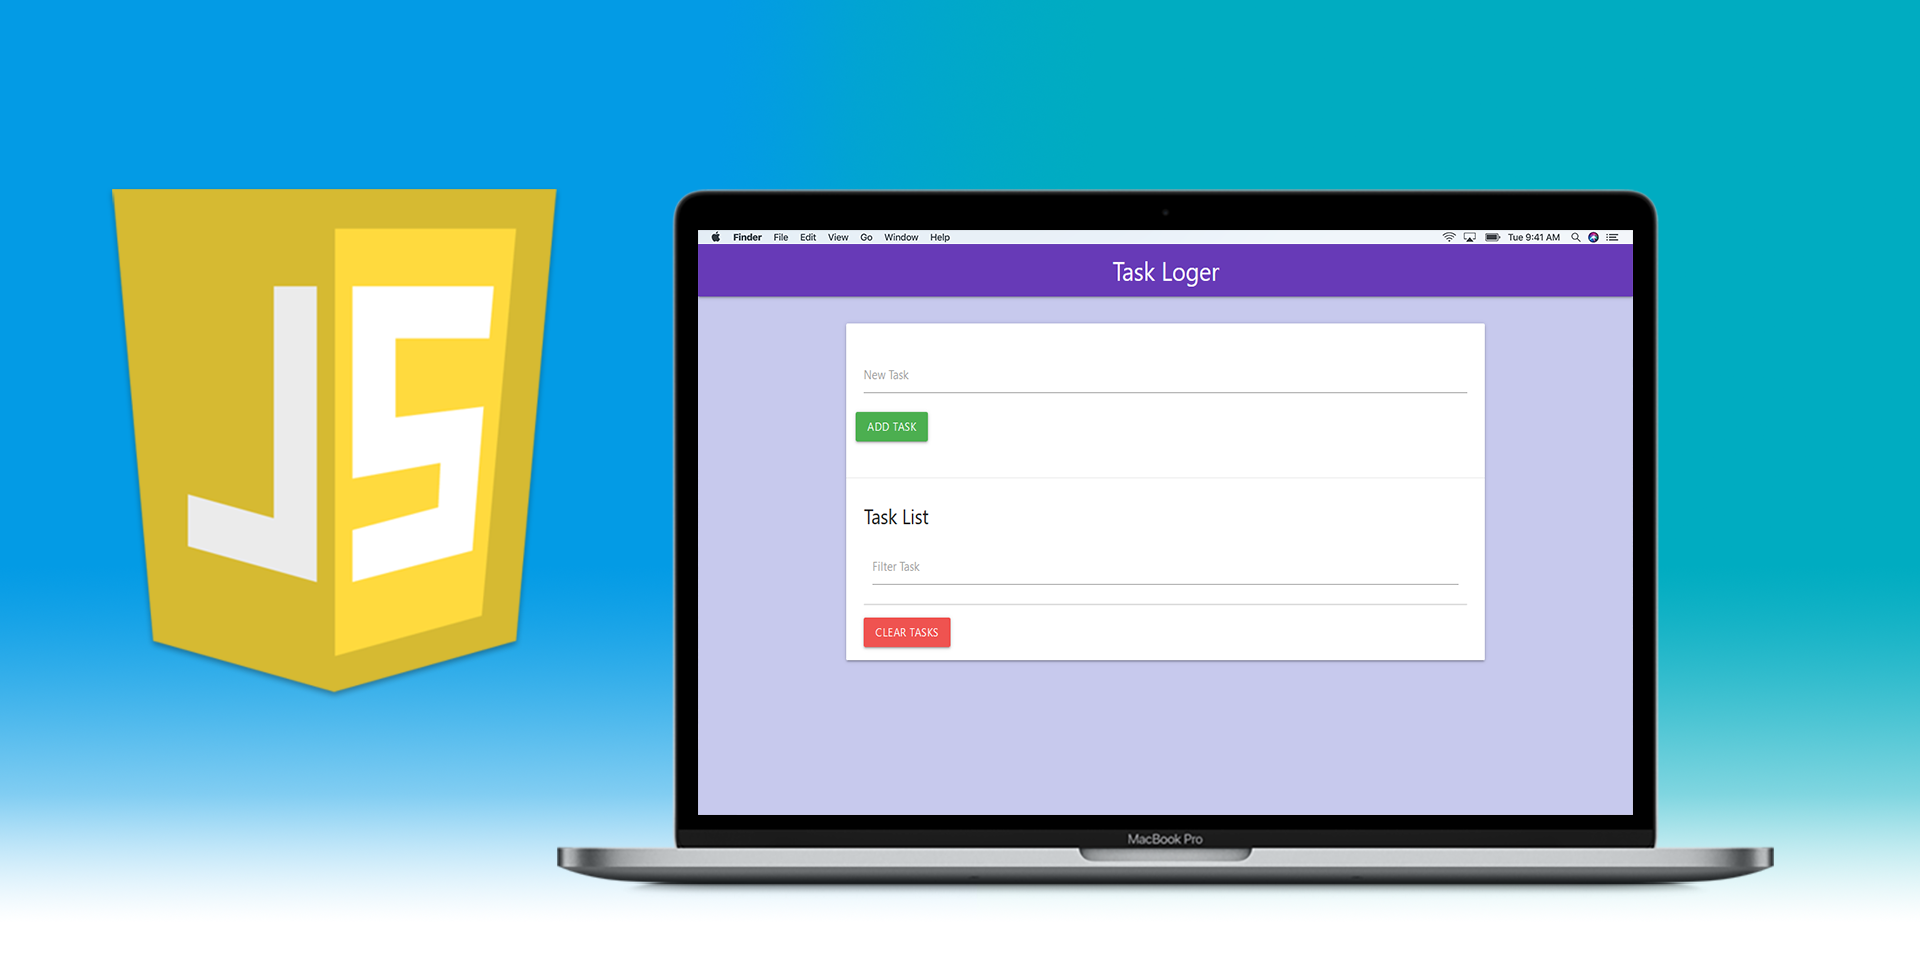 JS
Finder File Edit View Go Window Help Tue 9:41 AM
Task Loger
New Task
ADD TASK
Task List
Filter Task
CLEAR TASKS
MacBook Pro